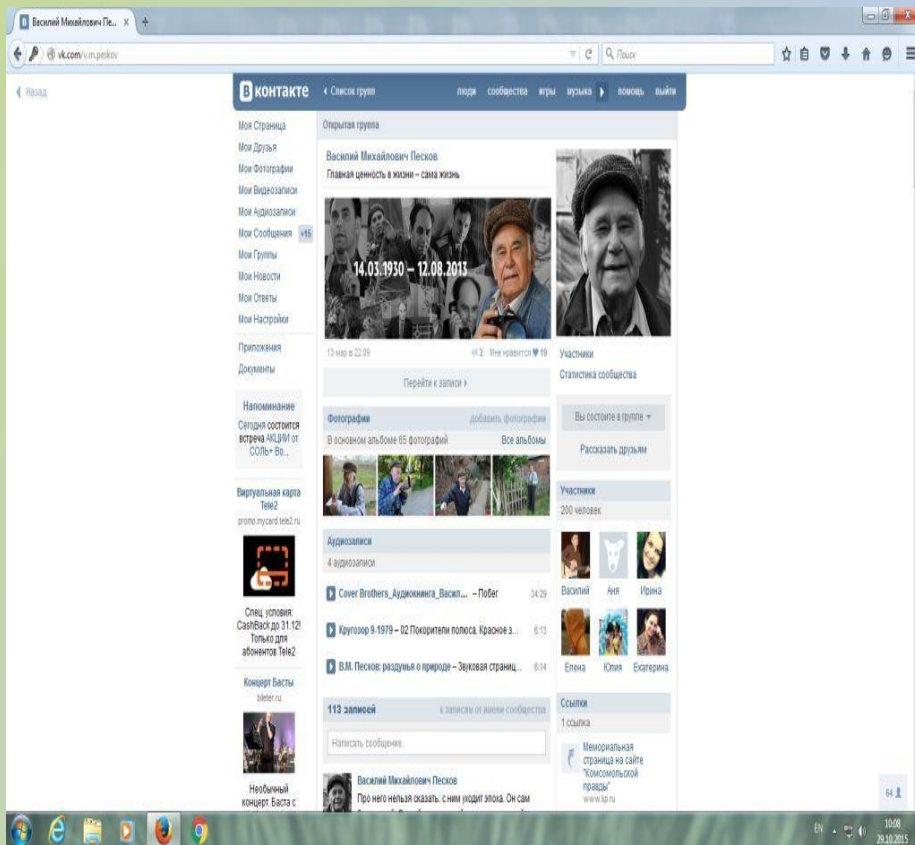 Василий Михайлович Пе... × +
vk.com/v.m.peskov
Поиск
Назад
В контакте
Список групп люди сообщества игры музыка помощь выйти
Моя Страница
Мои Друзья
Мои Фотографии
Мои Видеозаписи
Мои Аудиозаписи
Мои Сообщения +15
Мои Группы
Мои Новости
Мои Ответы
Мои Настройки
Приложения
Документы
Напоминание
Сегодня состоится
встреча АКЦИИ от
СОЛЬ+ Во...
Виртуальная карта
Tele2
promo.mycard.tele2.ru
Спец. условия:
CashBack до 31.12!
Только для
абонентов Tele2
Концерт Басты
bileter.ru
Необычный
концерт. Баста с
Открытая группа
Василий Михайлович Песков
Главная ценность в жизни – сама жизнь
14.03.1930 – 12.08.2013
13 мар в 22:09 2 Мне нравится 19
Перейти к записи
Фотографии добавить фотографии
В основном альбоме 65 фотографий Все альбомы
Аудиозаписи
4 аудиозаписи
Cover Brothers_Аудиокнига_Васил... – Побег 34:29
Кругозор 9-1979 – 02 Покорители полюса. Красное з... 6:13
В.М. Песков: раздумья о природе – Звуковая страниц... 6:14
113 записей к записям от имени сообщества
Написать сообщение...
Василий Михайлович Песков
Про него нельзя сказать: с ним уходит эпоха. Он сам
Участники
Статистика сообщества
Вы состоите в группе
Рассказать друзьям
Участники
200 человек
Василий Аня Ирина
Елена Юлия Екатерина
Ссылки
1 ссылка
Мемориальная
страница на сайте
"Комсомольской
правды"
www.kp.ru
64
EN 10:08
29.10.2015